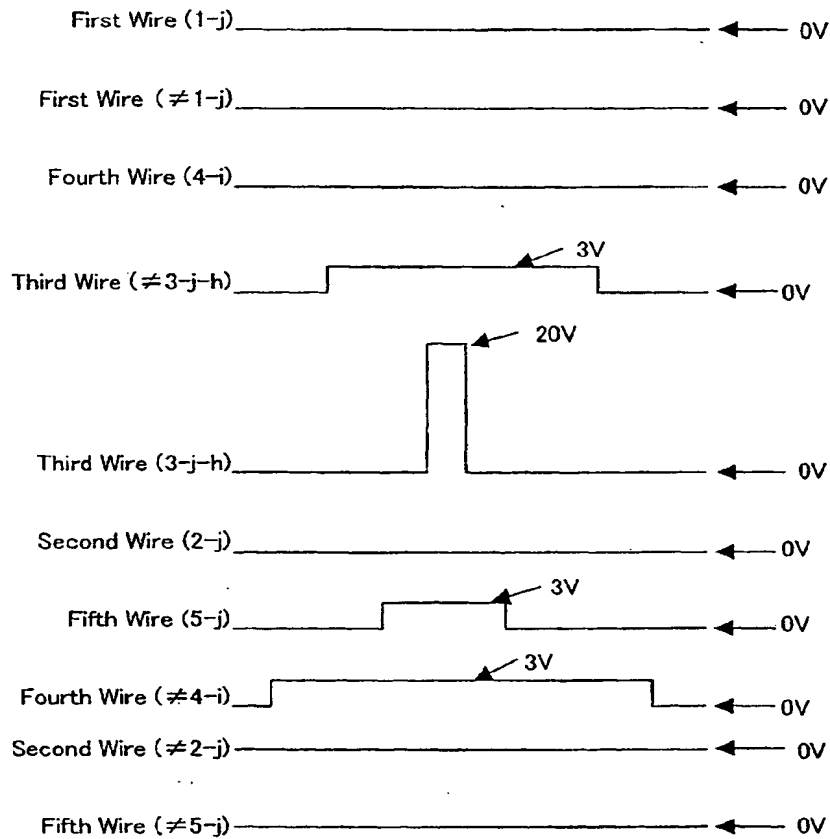 First Wire (1-j) 0V
First Wire (≠1-j) 0V
Fourth Wire (4-i) 0V
3V
Third Wire (≠3-j-h) 0V
20V
Third Wire (3-j-h) 0V
Second Wire (2-j) 0V
3V
Fifth Wire (5-j) 0V
3V
Fourth Wire (≠4-i) 0V
Second Wire (≠2-j) 0V
Fifth Wire (≠5-j) 0V